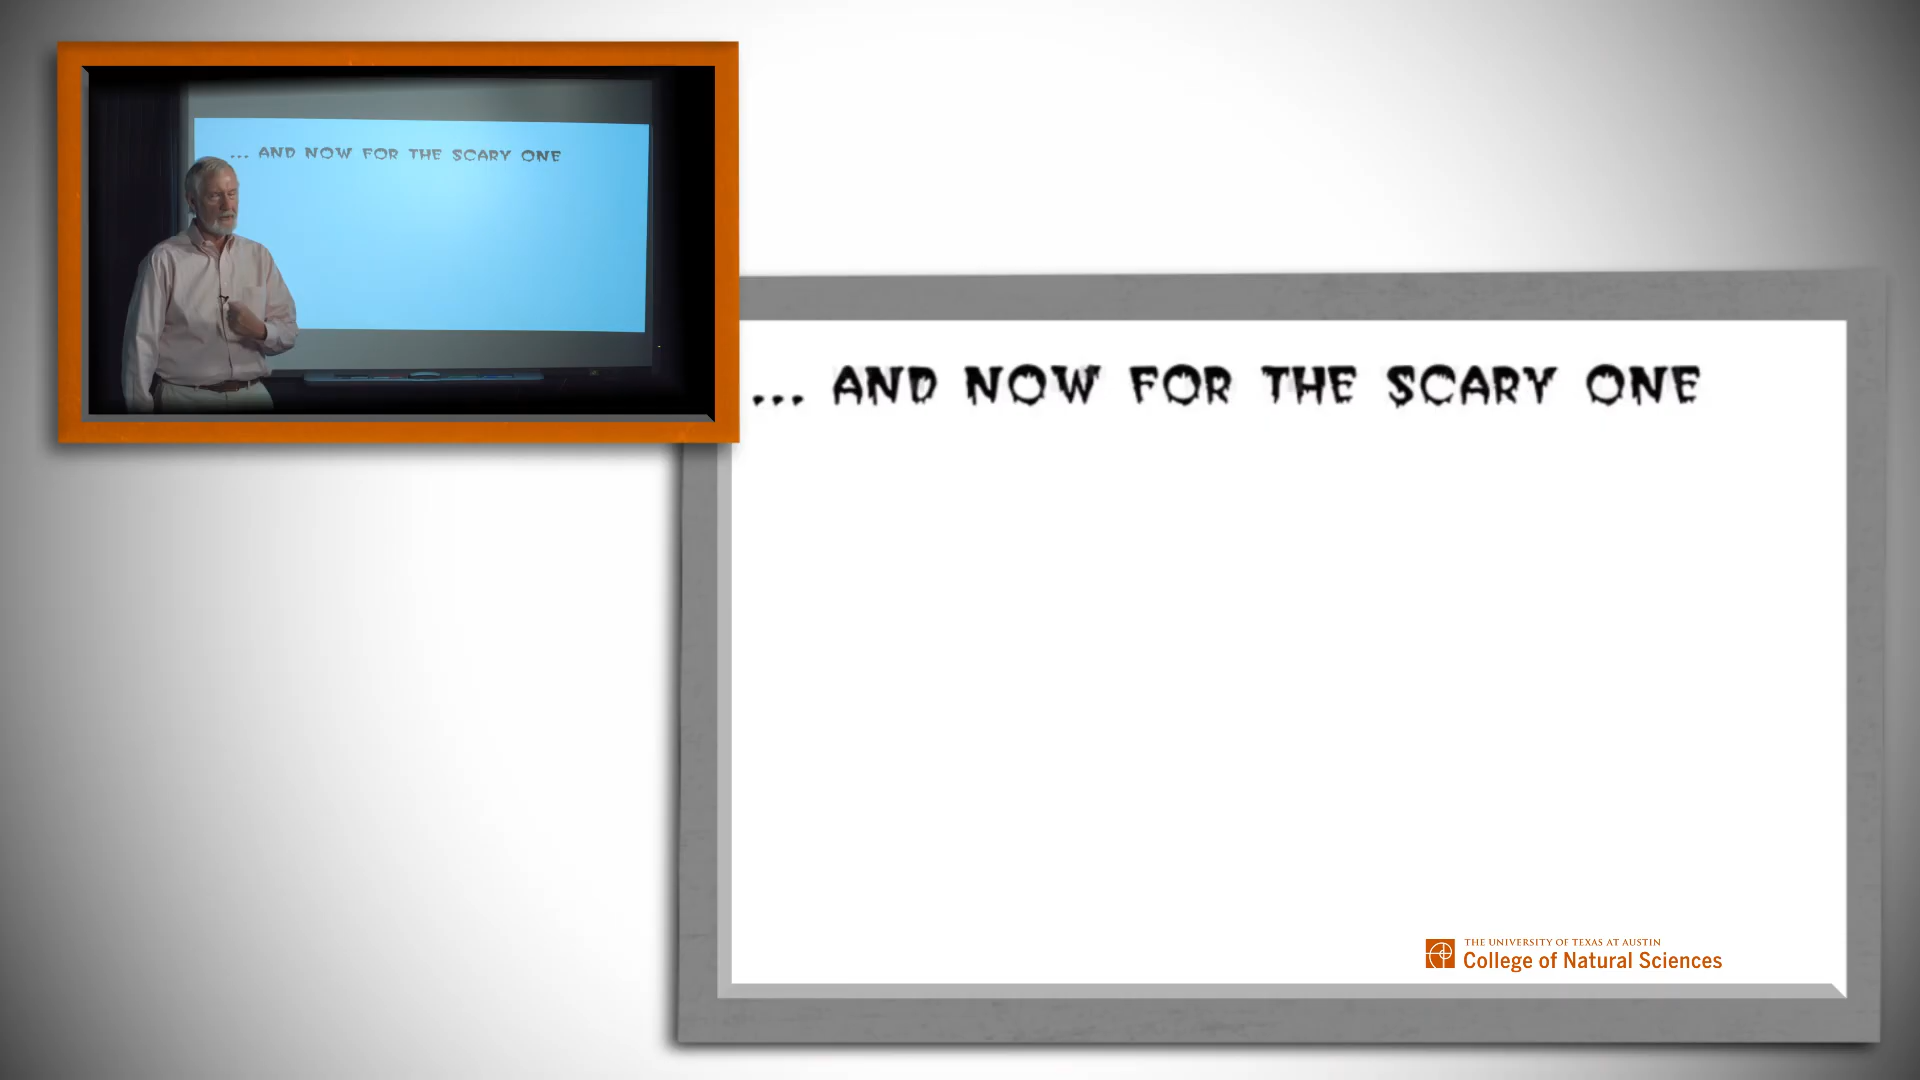 ... AND NOW FOR THE SCARY ONE
... AND NOW FOR THE SCARY ONE
THE UNIVERSITY OF TEXAS AT AUSTIN
College of Natural Sciences